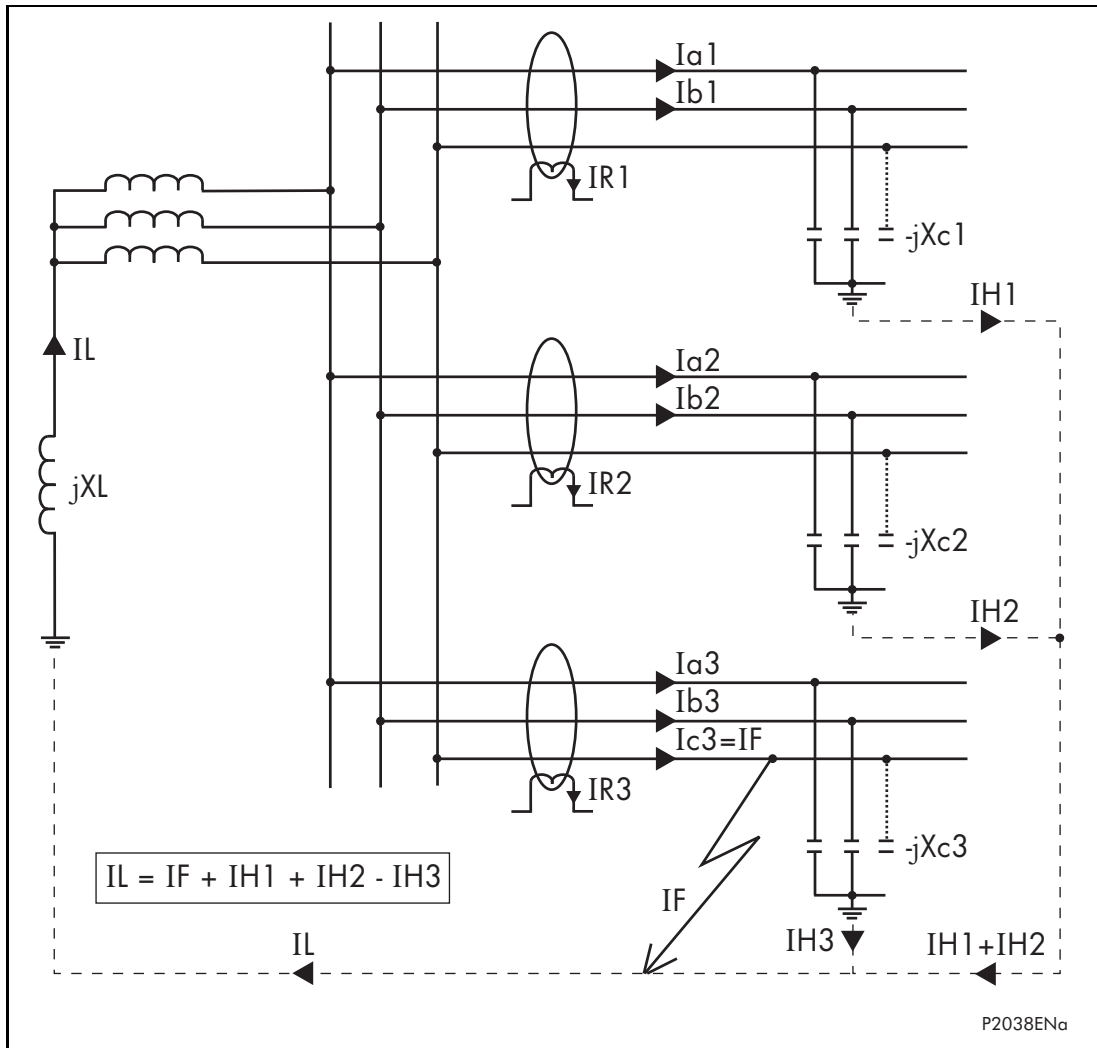 Ia1
Ib1
IR1
-jXc1
IH1
IL
Ia2
Ib2
jXL
IR2
-jXc2
IH2
Ia3
Ib3
Ic3=IF
IR3
-jXc3
IL = IF + IH1 + IH2 - IH3
IF
IL
IH3
IH1+IH2
P2038ENa